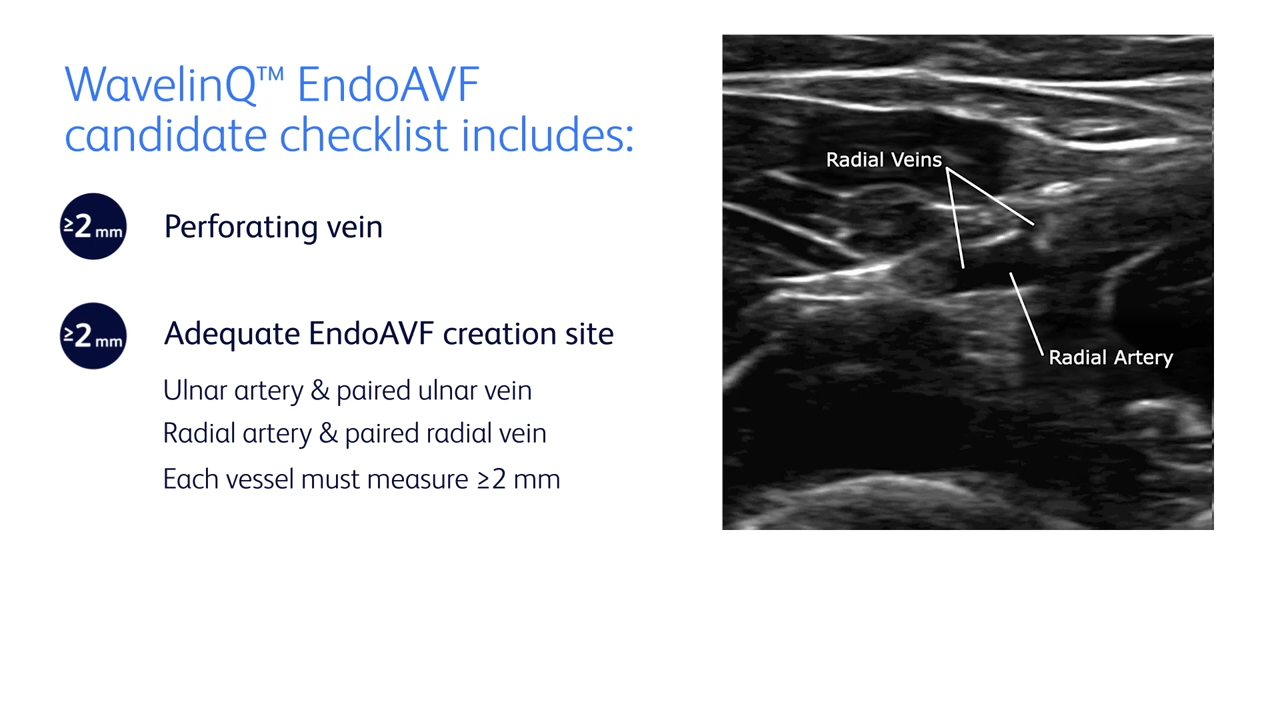 WavelinQ™ EndoAVF
candidate checklist includes:
≥2 mm
Perforating vein
≥2 mm
Adequate EndoAVF creation site
Ulnar artery & paired ulnar vein
Radial artery & paired radial vein
Each vessel must measure ≥2 mm
Radial Veins
Radial Artery